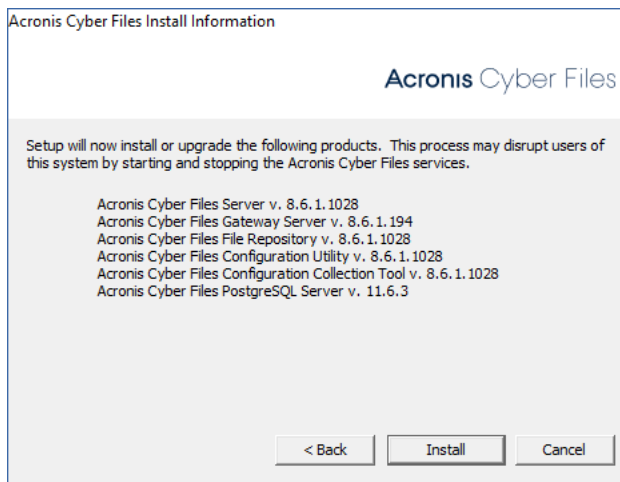 Acronis Cyber Files Install Information
Acronis Cyber Files
Setup will now install or upgrade the following products. This process may disrupt users of
this system by starting and stopping the Acronis Cyber Files services.
Acronis Cyber Files Server v. 8.6.1.1028
Acronis Cyber Files Gateway Server v. 8.6.1.194
Acronis Cyber Files File Repository v. 8.6.1.1028
Acronis Cyber Files Configuration Utility v. 8.6.1.1028
Acronis Cyber Files Configuration Collection Tool v. 8.6.1.1028
Acronis Cyber Files PostgreSQL Server v. 11.6.3
< Back Install Cancel